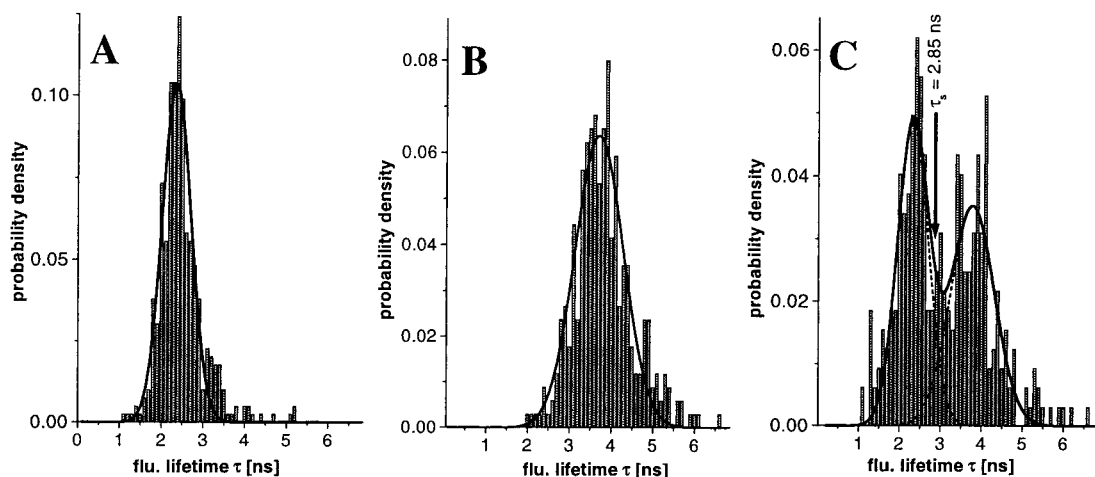 A
0.10
0.05
0.00
probability density
0 1 2 3 4 5 6
flu. lifetime τ [ns]
B
0.08
0.06
0.04
0.02
0.00
probability density
1 2 3 4 5 6
flu. lifetime τ [ns]
C
τs = 2.85 ns
0.06
0.04
0.02
0.00
probability density
1 2 3 4 5 6
flu. lifetime τ [ns]